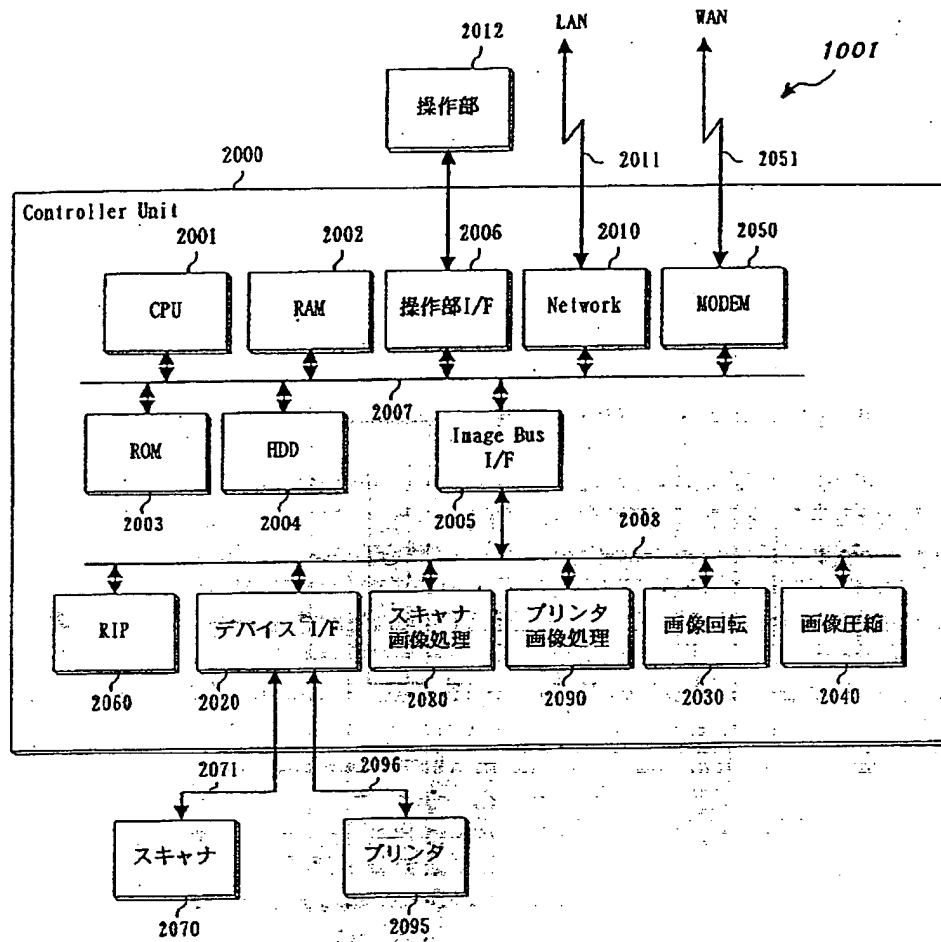 2012
LAN
WAN
1001
操作部
2011
2051
2000
Controller Unit
2001
2002
2006
2010
2050
CPU
RAM
操作部I/F
Network
MODEM
2007
ROM
HDD
Image Bus
I/F
2003
2004
2005
2008
RIP
デバイス I/F
スキャナ
画像処理
プリンタ
画像処理
画像回転
画像圧縮
2060
2020
2080
2090
2030
2040
2071
2096
スキャナ
プリンタ
2070
2095